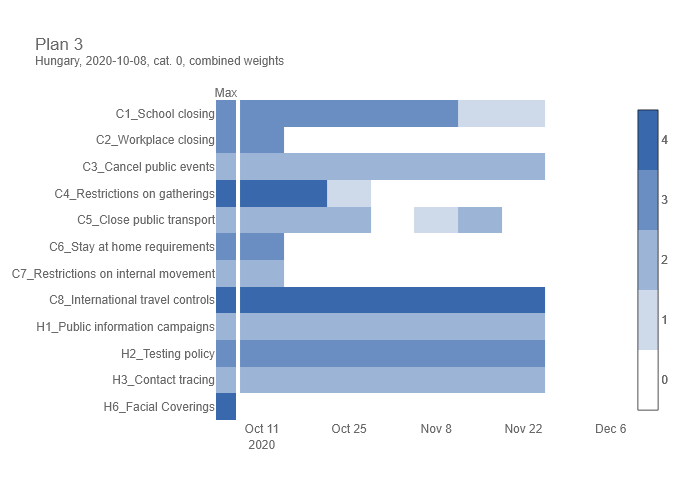 Plan 3
Hungary, 2020-10-08, cat. 0, combined weights
Max
C1_School closing
C2_Workplace closing
C3_Cancel public events
C4_Restrictions on gatherings
C5_Close public transport
C6_Stay at home requirements
C7_Restrictions on internal movement
C8_International travel controls
H1_Public information campaigns
H2_Testing policy
H3_Contact tracing
H6_Facial Coverings
Oct 11 Oct 25 Nov 8 Nov 22 Dec 6
2020
4
3
2
1
0